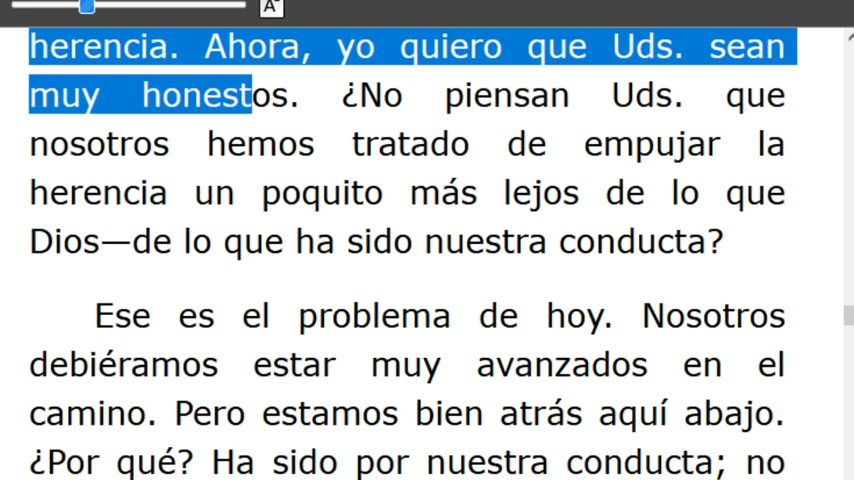 A
herencia. Ahora, yo quiero que Uds. sean
muy honestos. ¿No piensan Uds. que
nosotros hemos tratado de empujar la
herencia un poquito más lejos de lo que
Dios—de lo que ha sido nuestra conducta?
Ese es el problema de hoy. Nosotros
debiéramos estar muy avanzados en el
camino. Pero estamos bien atrás aquí abajo.
¿Por qué? Ha sido por nuestra conducta; no